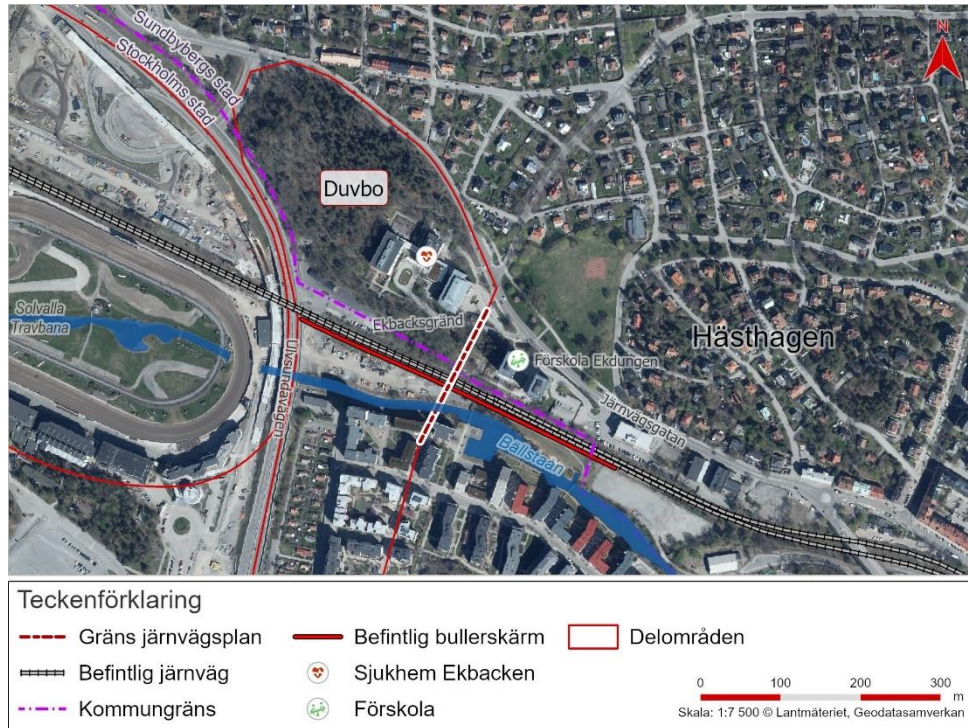 N
Sundbybergs stad
Stockholms stad
Duvbo
Solvalla
Travbana
Ulvsundavägen
Ekbacksgränd
Förskola Ekdungen
Hästhagen
Järnvägsgatan
Bällstaån
Teckenförklaring
Gräns järnvägsplan
Befintlig bullerskärm
Delområden
Befintlig järnväg
Sjukhem Ekbacken
Kommungräns
Förskola
0 100 200 300
m
Skala: 1:7 500 © Lantmäteriet, Geodatasamverkan